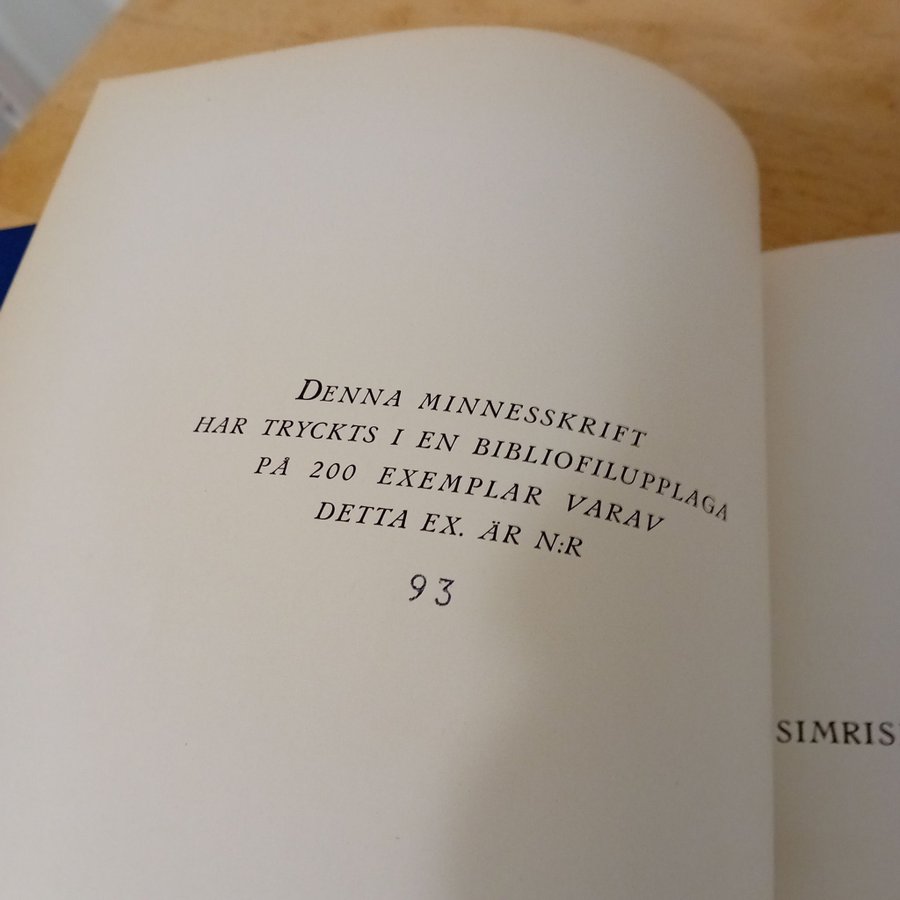 DENNA MINNESSKRIFT
HAR TRYCKTS I EN BIBLIOFILUPPLAGA
PÅ 200 EXEMPLAR VARAV
DETTA EX. ÄR N:R
93
SIMRIS